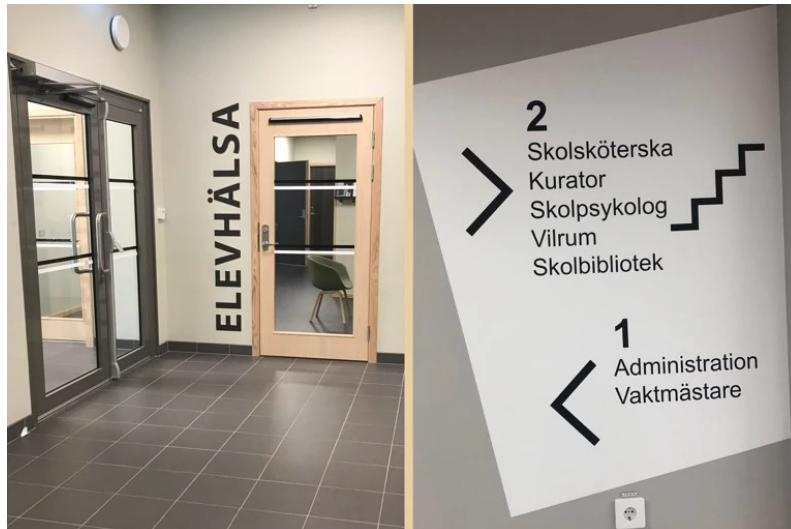 ELEVHÄLSA
2
Skolsköterska
Kurator
Skolpsykolog
Vilrum
Skolbibliotek
1
Administration
Vaktmästare